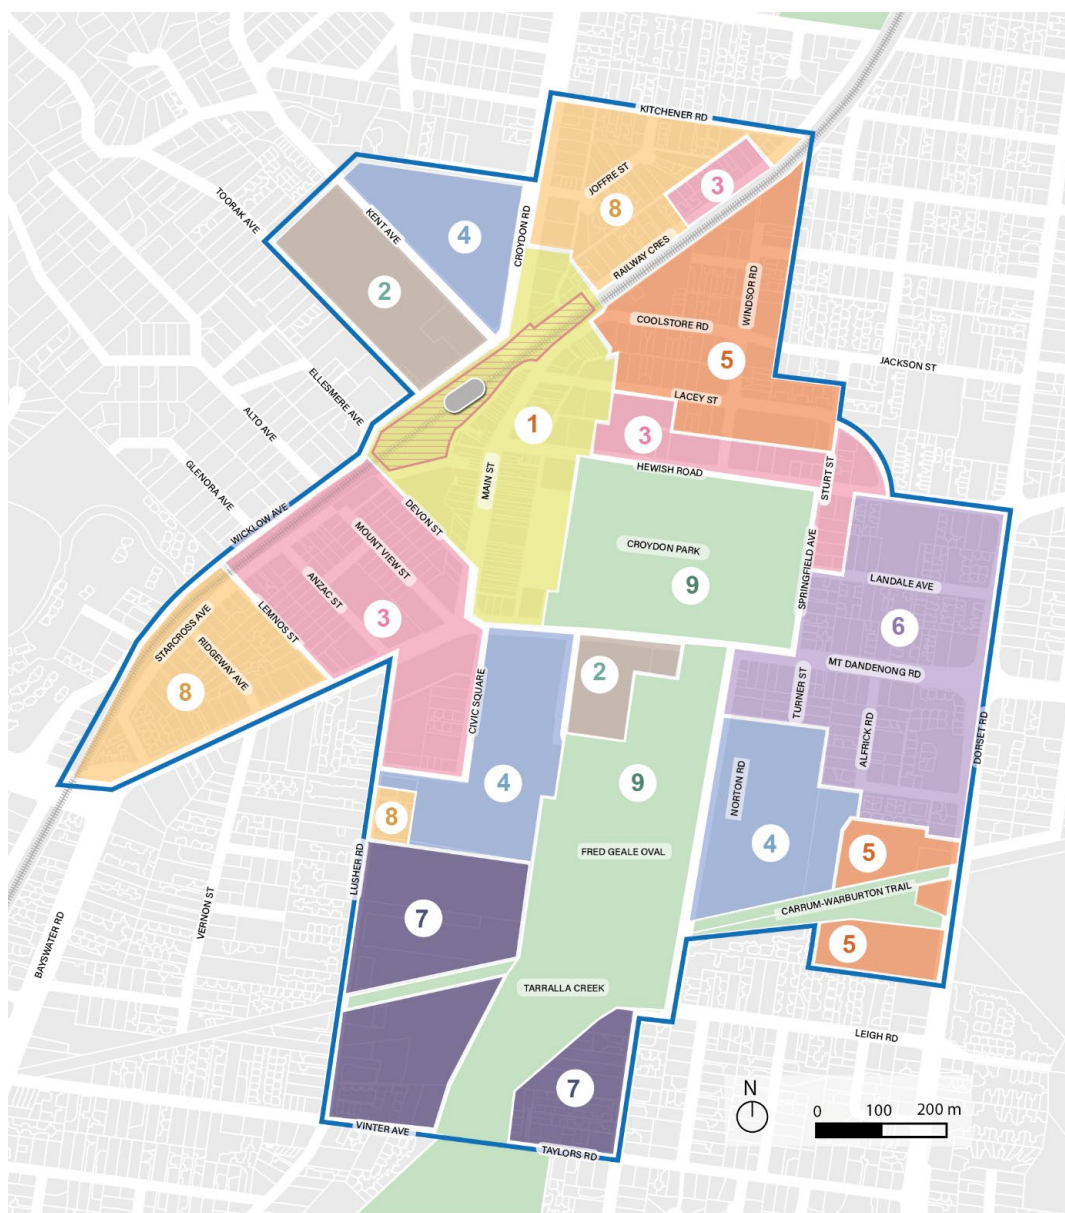 KITCHENER RD
JOFFRE ST
3
8
TOORAK AVE
KENT AVE
4
CROYDON RD
RAILWAY CRES
2
WINDSOR RD
COOLSTORE RD
5
JACKSON ST
ELLESMERE AVE
LACEY ST
ALTO AVE
1
3
HEWISH ROAD
GLENORA AVE
MAIN ST
STURT ST
WICKLOW AVE
DEVON ST
MOUNT VIEW ST
CROYDON PARK
SPRINGFIELD AVE
ANZAC ST
9
LANDALE AVE
STARCROSS AVE
LEMNOS ST
3
6
RIDGEWAY AVE
8
2
MT DANDENONG RD
CIVIC SQUARE
TURNER ST
ALFRICK RD
DORSET RD
4
9
NORTON RD
8
LUSHER RD
FRED GEALE OVAL
4
5
CARRUM-WARBURTON TRAIL
VERNON ST
7
BAYSWATER RD
5
TARRALLA CREEK
LEIGH RD
7
N
0 100 200 m
VINTER AVE
TAYLORS RD